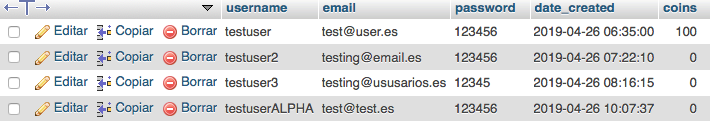 username email password date_created coins
Editar Copiar Borrar testuser test@user.es 123456 2019-04-26 06:35:00 100
Editar Copiar Borrar testuser2 testing@email.es 123456 2019-04-26 07:22:10 0
Editar Copiar Borrar testuser3 testing@ususarios.es 12345 2019-04-26 08:16:15 0
Editar Copiar Borrar testuserALPHA test@test.es 123456 2019-04-26 10:07:37 0